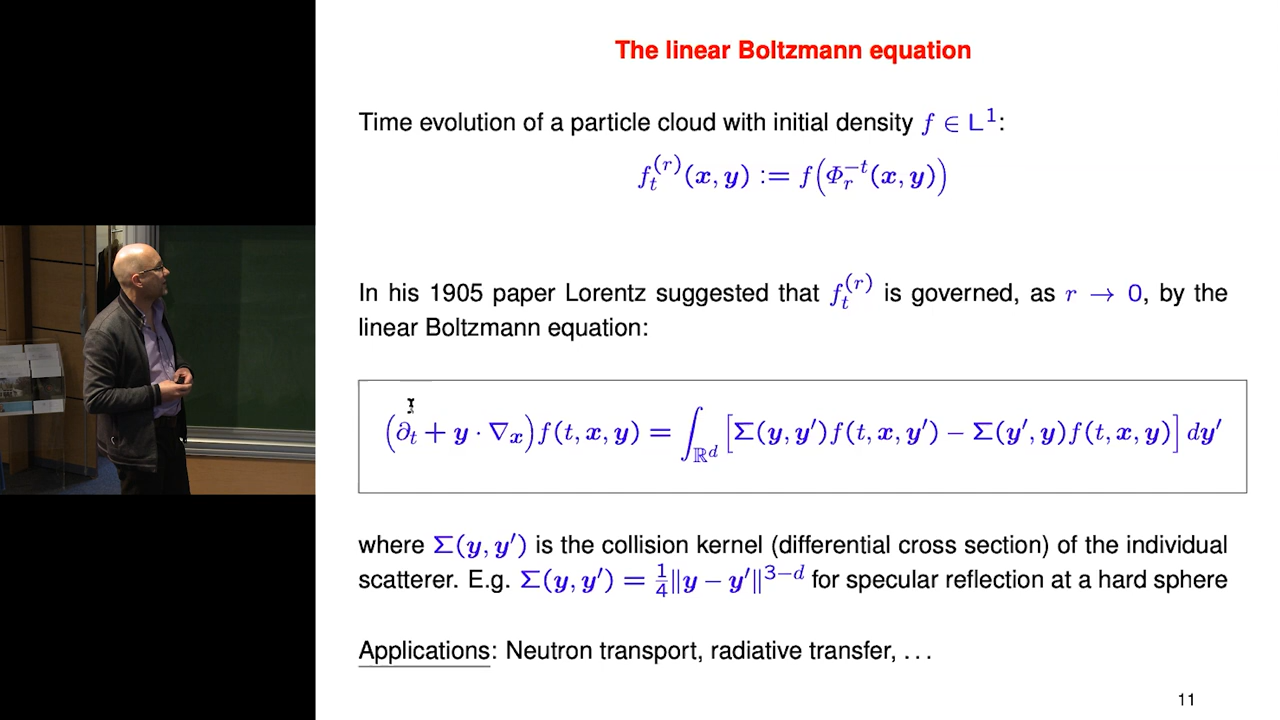 The linear Boltzmann equation
Time evolution of a particle cloud with initial density f ∈ L¹:
f_t^{(r)}(x, y) := f(Φ_r^{−t}(x, y))
In his 1905 paper Lorentz suggested that f_t^{(r)} is governed, as r → 0, by the
linear Boltzmann equation:
(∂_t + y · ∇_x) f(t, x, y) = ∫_{ℝ^d} [Σ(y, y′) f(t, x, y′) − Σ(y′, y) f(t, x, y)] dy′
where Σ(y, y′) is the collision kernel (differential cross section) of the individual
scatterer. E.g. Σ(y, y′) = ¼‖y − y′‖^{3−d} for specular reflection at a hard sphere
Applications: Neutron transport, radiative transfer, …
11